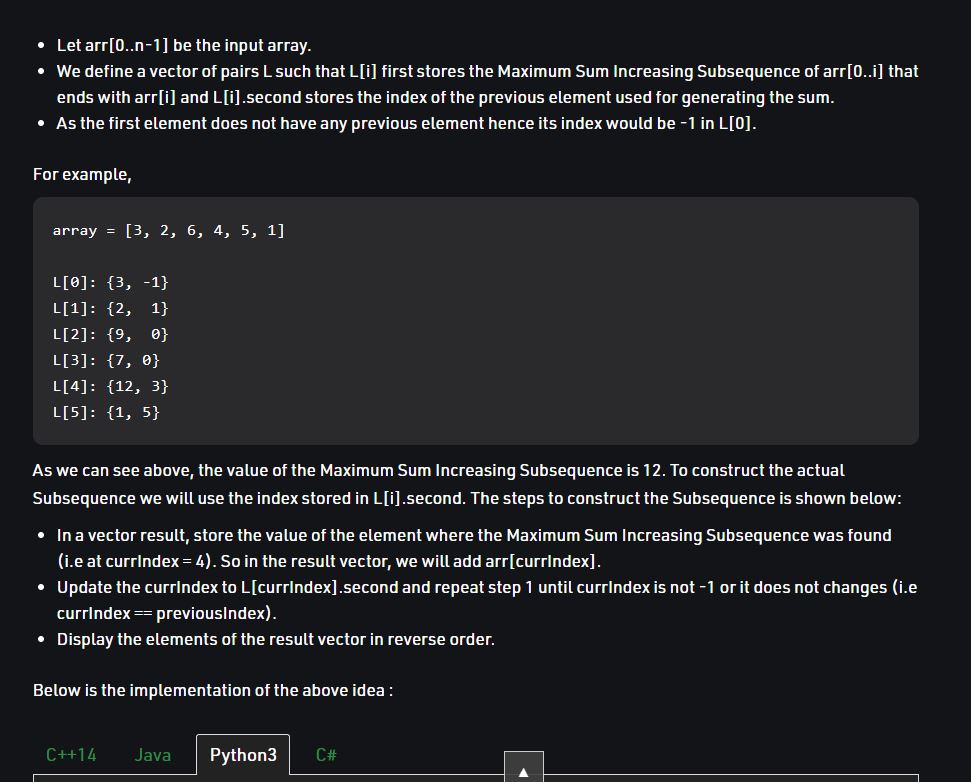 • Let arr[0..n-1] be the input array.
• We define a vector of pairs L such that L[i] first stores the Maximum Sum Increasing Subsequence of arr[0..i] that
ends with arr[i] and L[i].second stores the index of the previous element used for generating the sum.
• As the first element does not have any previous element hence its index would be -1 in L[0].
For example,
array = [3, 2, 6, 4, 5, 1]
L[0]: {3, -1}
L[1]: {2,  1}
L[2]: {9,  0}
L[3]: {7, 0}
L[4]: {12, 3}
L[5]: {1, 5}
As we can see above, the value of the Maximum Sum Increasing Subsequence is 12. To construct the actual
Subsequence we will use the index stored in L[i].second. The steps to construct the Subsequence is shown below:
• In a vector result, store the value of the element where the Maximum Sum Increasing Subsequence was found
(i.e at currIndex = 4). So in the result vector, we will add arr[currIndex].
• Update the currIndex to L[currIndex].second and repeat step 1 until currIndex is not -1 or it does not changes (i.e
currIndex == previousIndex).
• Display the elements of the result vector in reverse order.
Below is the implementation of the above idea :
C++14 Java Python3 C#
▲